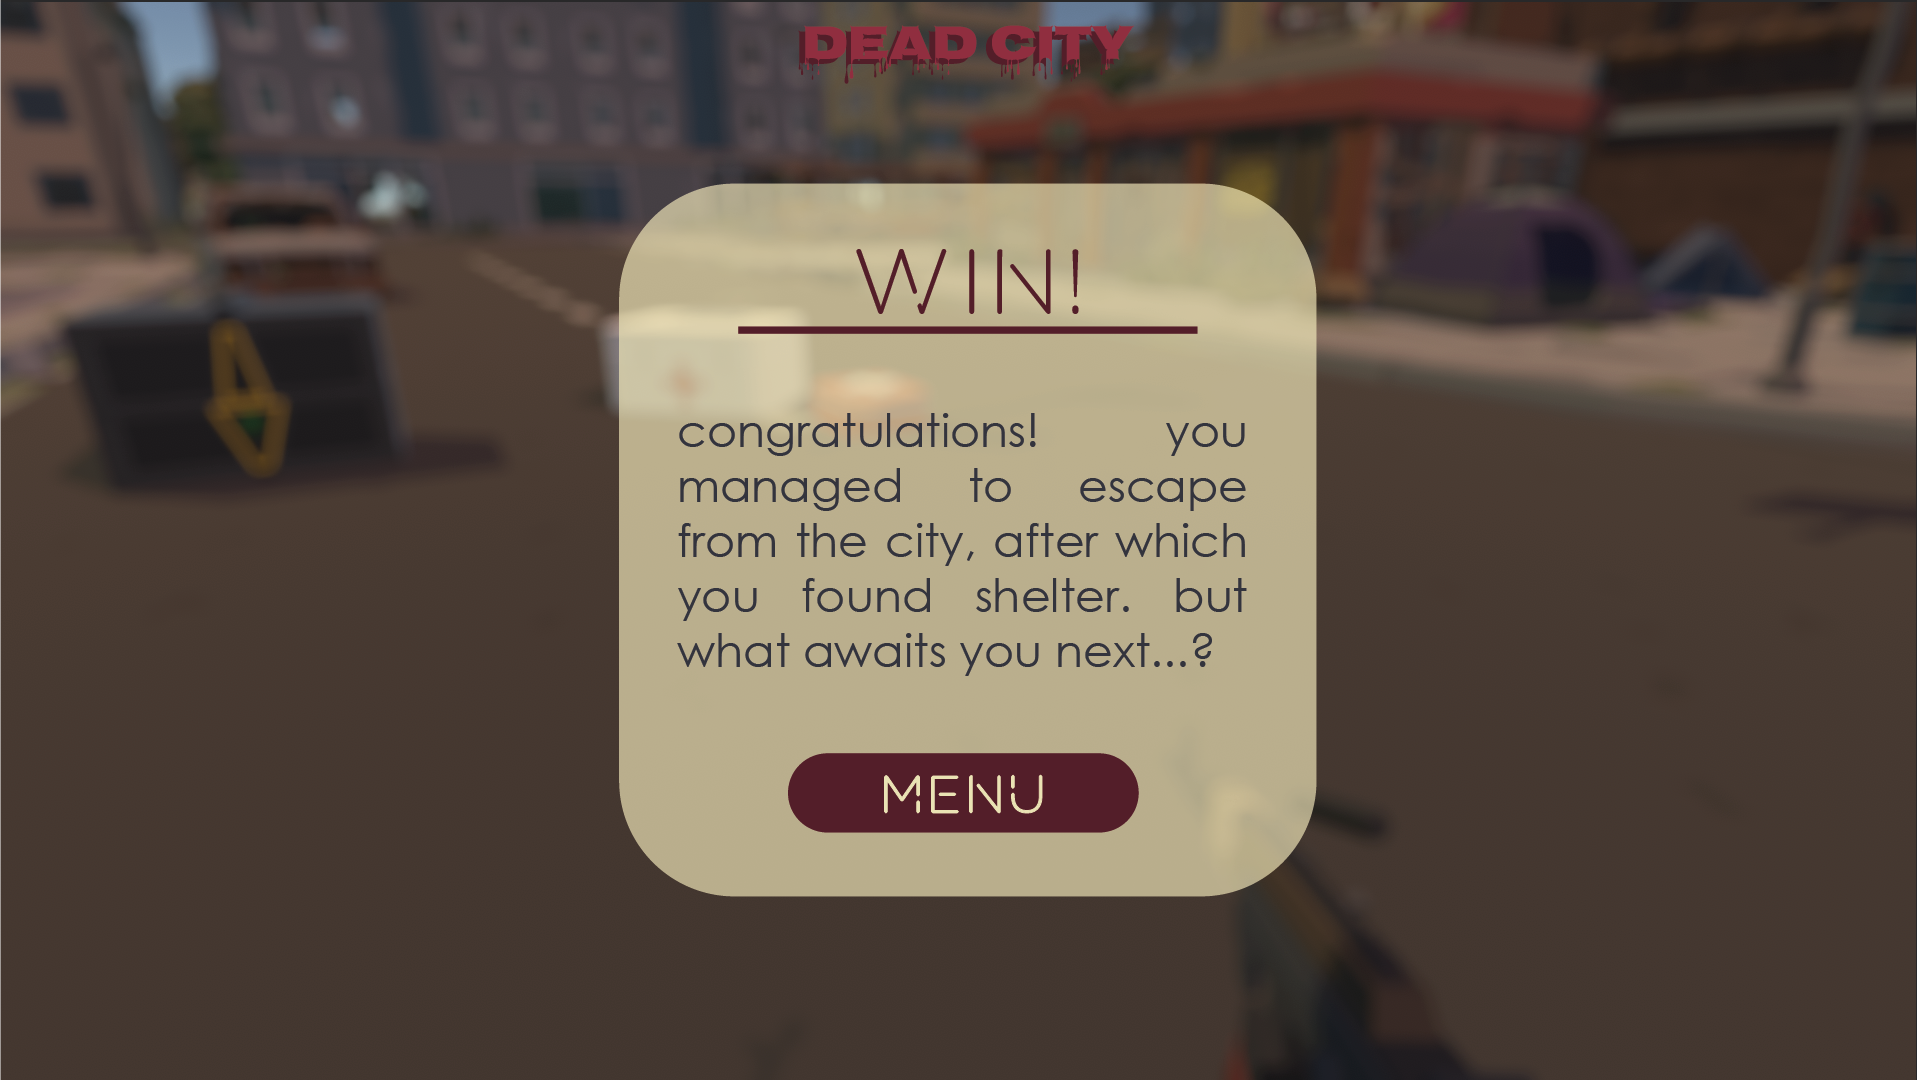 DEAD CITY
WIN!
congratulations! you
managed to escape
from the city, after which
you found shelter. but
what awaits you next...?
MENU